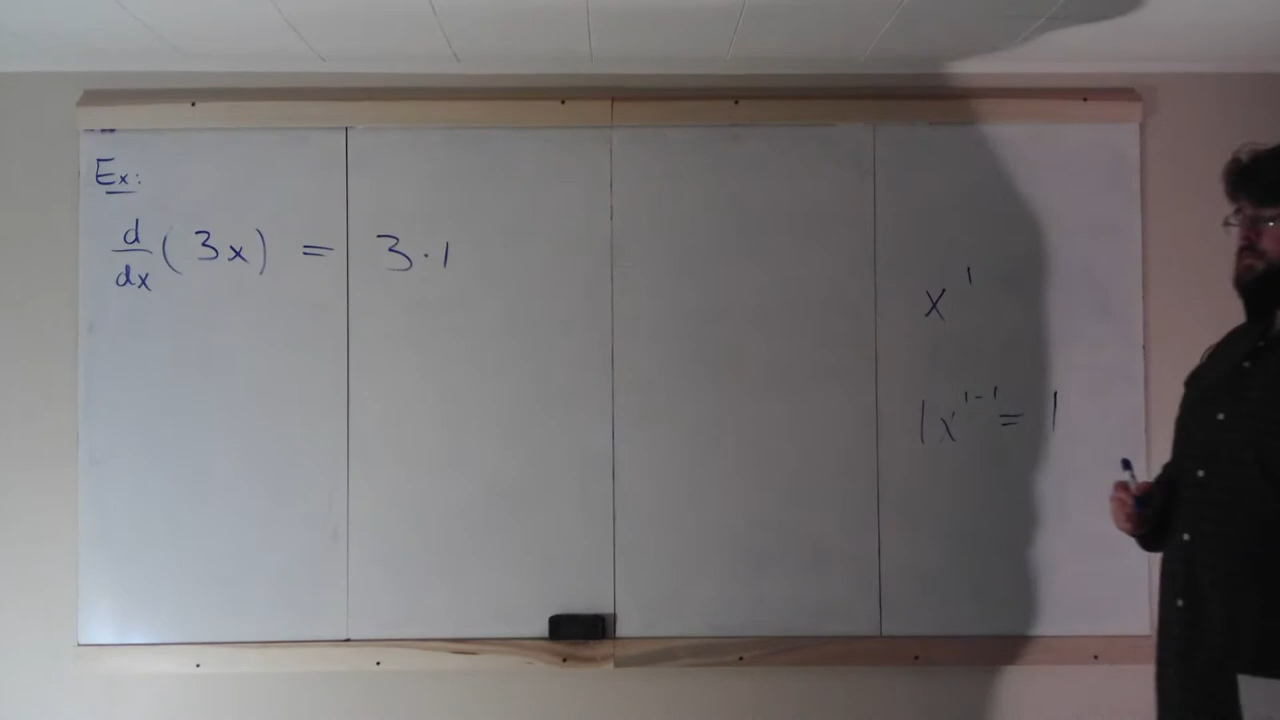 Ex:
d/dx (3x) = 3·1
x^1
1x^{1-1} = 1